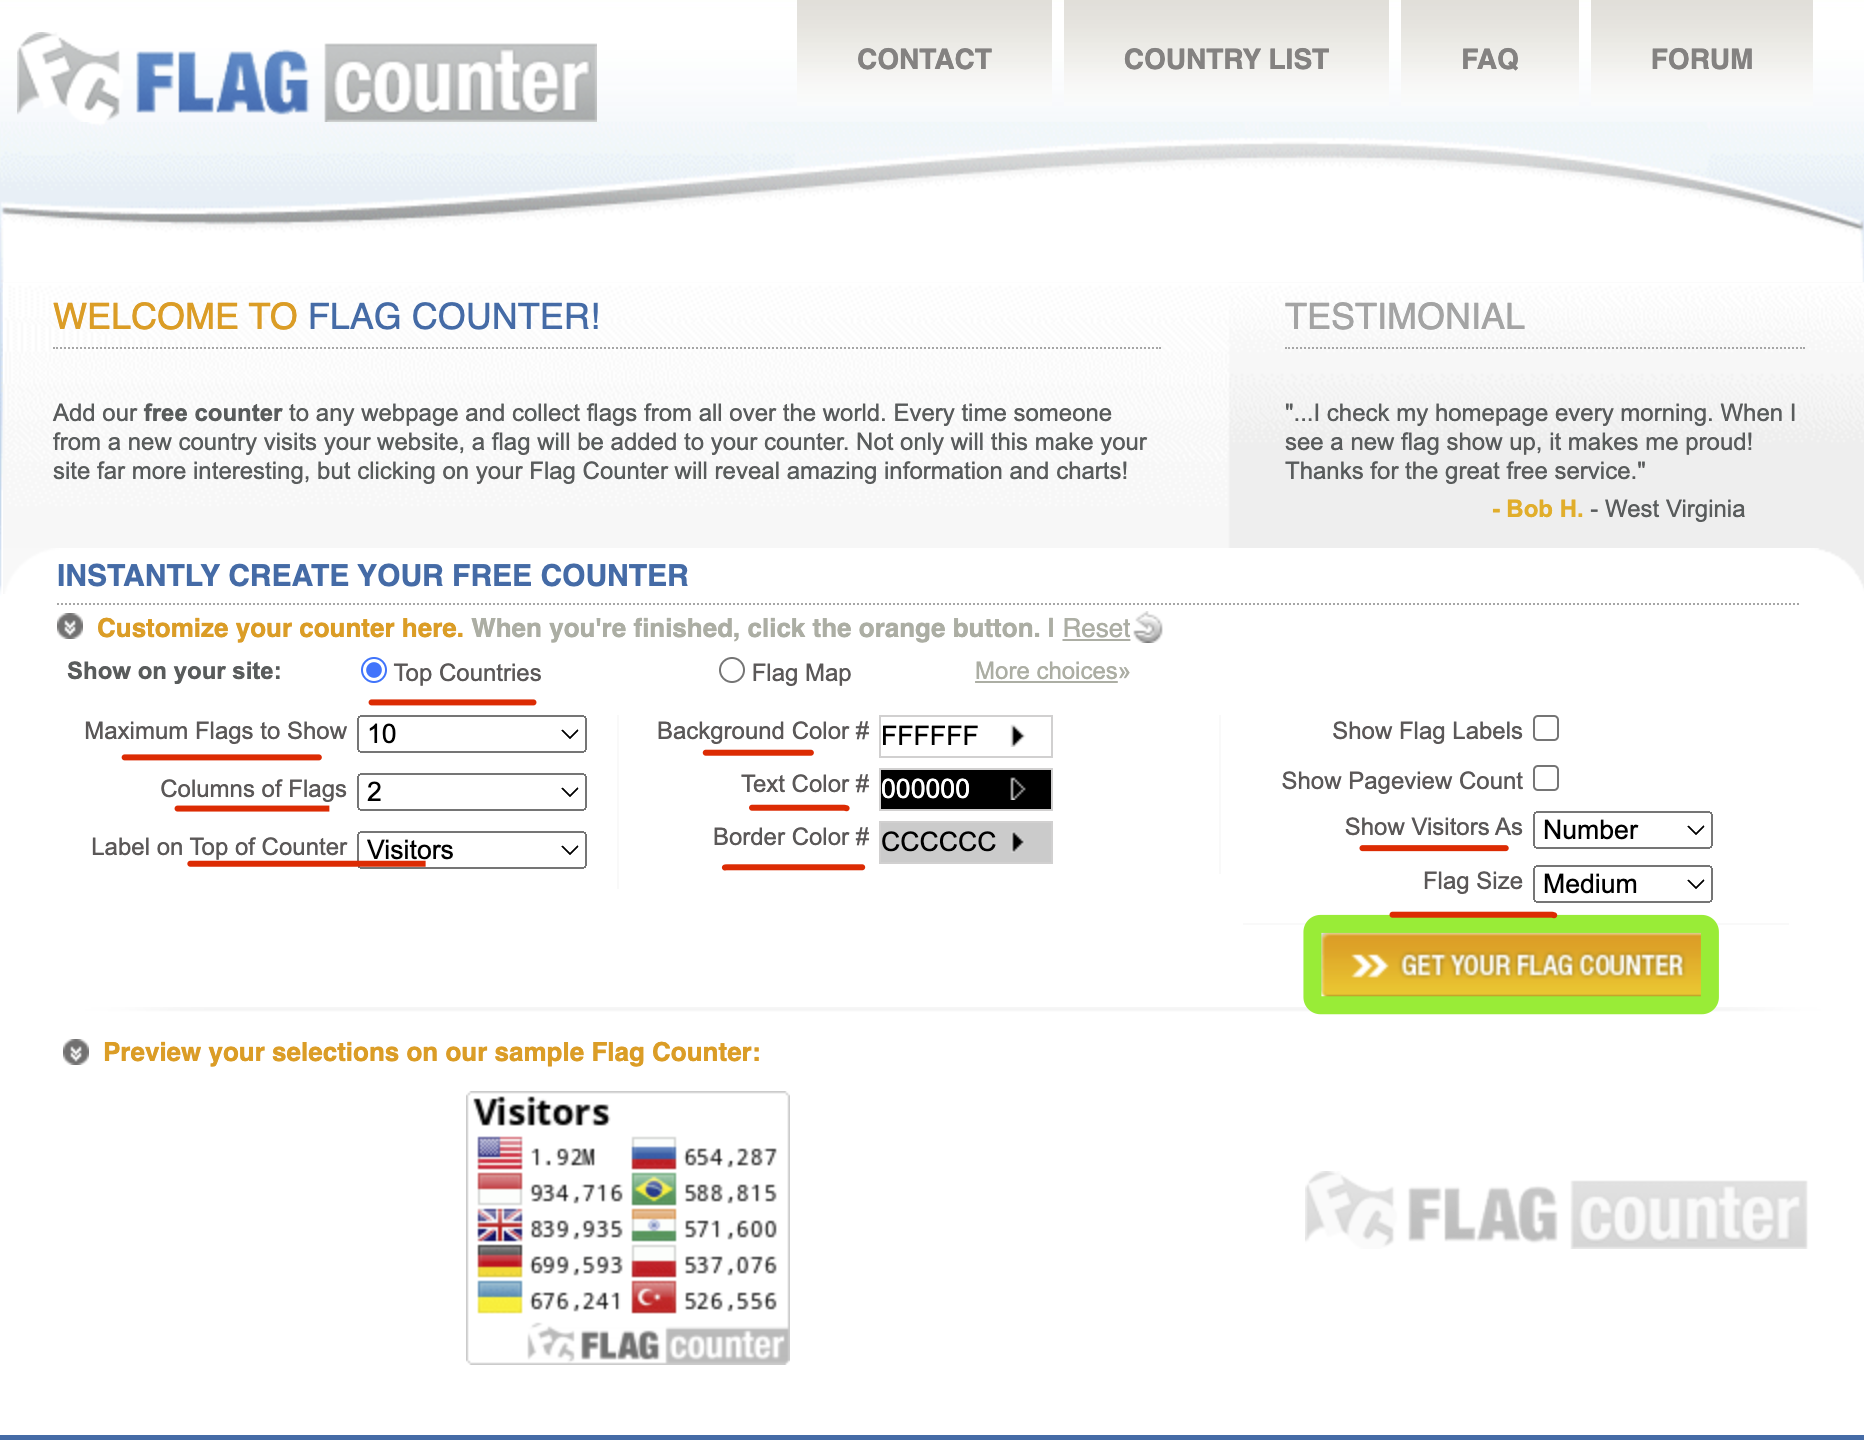 FC FLAG counter
CONTACT
COUNTRY LIST
FAQ
FORUM
WELCOME TO FLAG COUNTER!
Add our free counter to any webpage and collect flags from all over the world. Every time someone
from a new country visits your website, a flag will be added to your counter. Not only will this make your
site far more interesting, but clicking on your Flag Counter will reveal amazing information and charts!
TESTIMONIAL
"...I check my homepage every morning. When I
see a new flag show up, it makes me proud!
Thanks for the great free service."
- Bob H. - West Virginia
INSTANTLY CREATE YOUR FREE COUNTER
Customize your counter here. When you're finished, click the orange button. | Reset
Show on your site: Top Countries Flag Map More choices»
Maximum Flags to Show 10
Columns of Flags 2
Label on Top of Counter Visitors
Background Color # FFFFFF
Text Color # 000000
Border Color # CCCCCC
Show Flag Labels
Show Pageview Count
Show Visitors As Number
Flag Size Medium
GET YOUR FLAG COUNTER
Preview your selections on our sample Flag Counter:
Visitors
1.92M 654,287
934,716 588,815
839,935 571,600
699,593 537,076
676,241 526,556
FC FLAG counter
FC FLAG counter